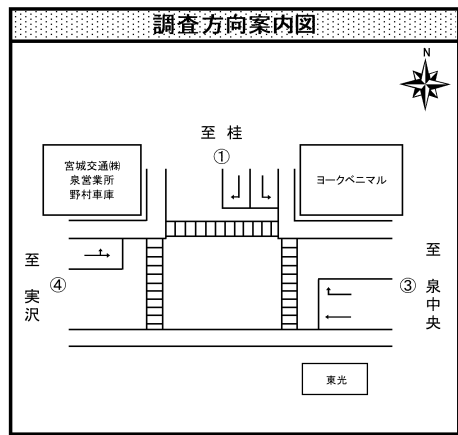 調査方向案内図
N
至 桂
①
宮城交通㈱
泉営業所
野村車庫
ヨークベニマル
至 実沢
④
③
至 泉中央
東光